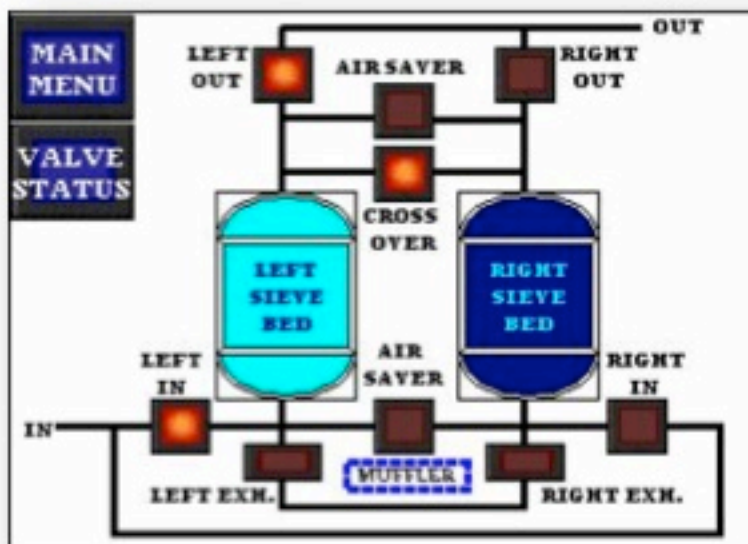 MAIN
MENU
VALVE
STATUS
LEFT
OUT
AIR SAVER
RIGHT
OUT
OUT
CROSS
OVER
LEFT
SIEVE
BED
RIGHT
SIEVE
BED
LEFT
IN
AIR
SAVER
RIGHT
IN
IN
LEFT EXH.
MUFFLER
RIGHT EXH.